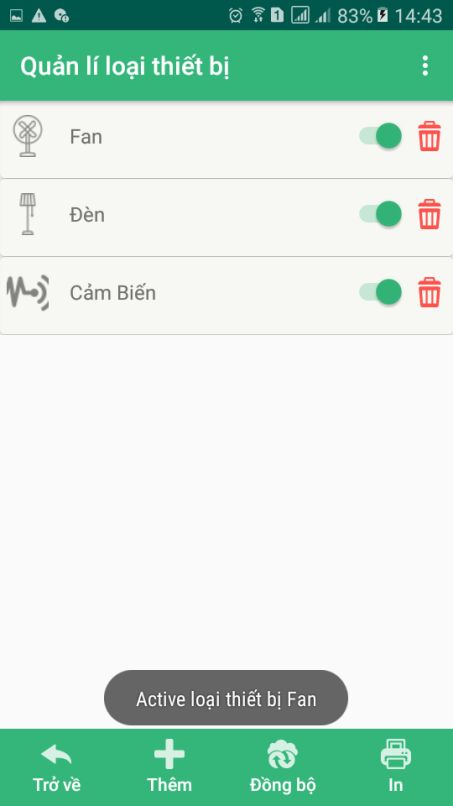 83% 14:43
Quản lí loại thiết bị
Fan
Đèn
Cảm Biến
Active loại thiết bị Fan
Trở về Thêm Đồng bộ In